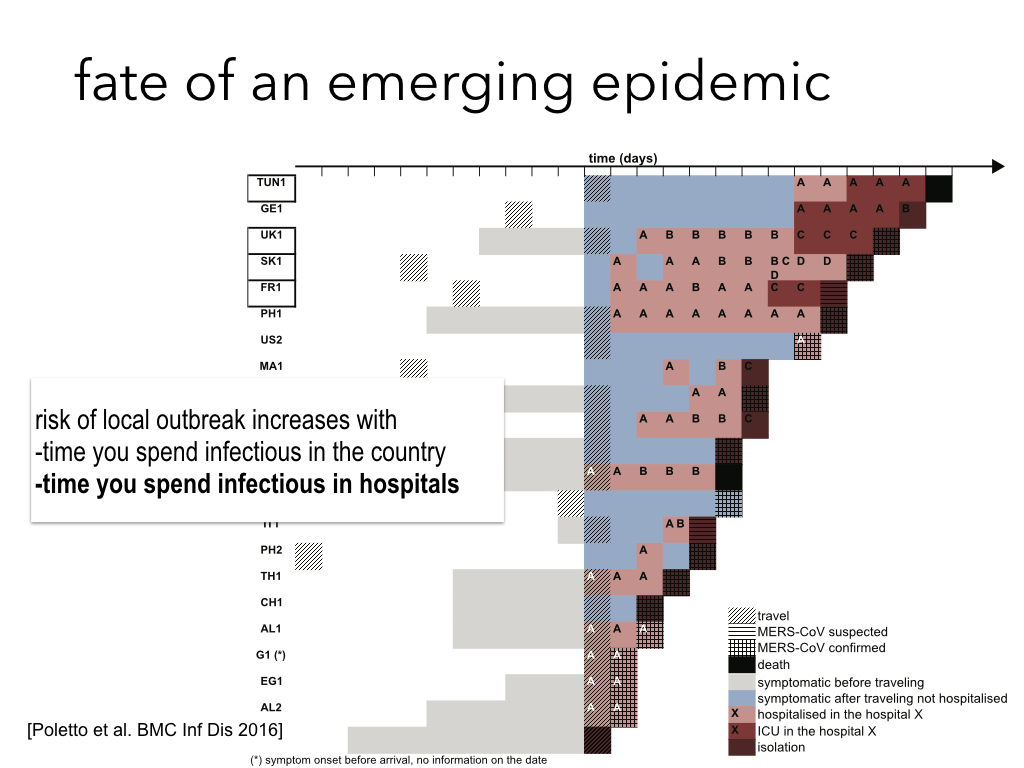 fate of an emerging epidemic
time (days)
TUN1 A A A A A
GE1 A A A A B
UK1 A B B B B B C C C
SK1 A A A B B B C D D D
FR1 A A A B A A C C
PH1 A A A A A A A A
US2 A
MA1 A B C
A A
A A B B C
A A B B B
A B
PH2 A
TH1 A A A
CH1
AL1 A A A
G1 (*) A A
EG1 A A
AL2 A A
risk of local outbreak increases with
-time you spend infectious in the country
-time you spend infectious in hospitals
travel
MERS-CoV suspected
MERS-CoV confirmed
death
symptomatic before traveling
symptomatic after traveling not hospitalised
X hospitalised in the hospital X
X ICU in the hospital X
isolation
[Poletto et al. BMC Inf Dis 2016]
(*) symptom onset before arrival, no information on the date